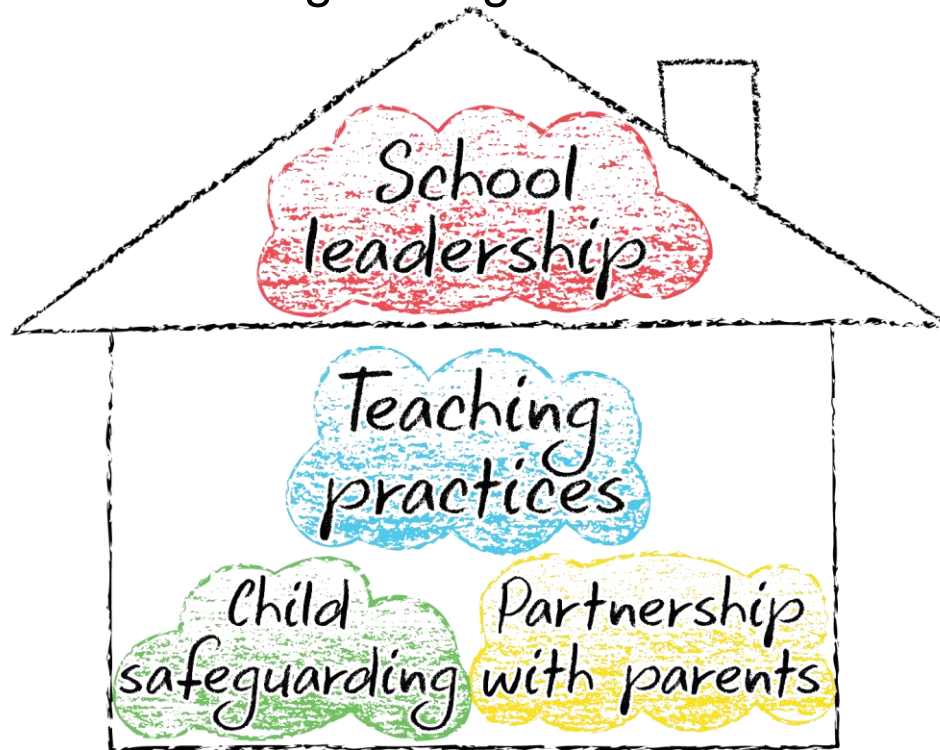 School
leadership
Teaching
practices
Child
safeguarding
Partnership
with parents